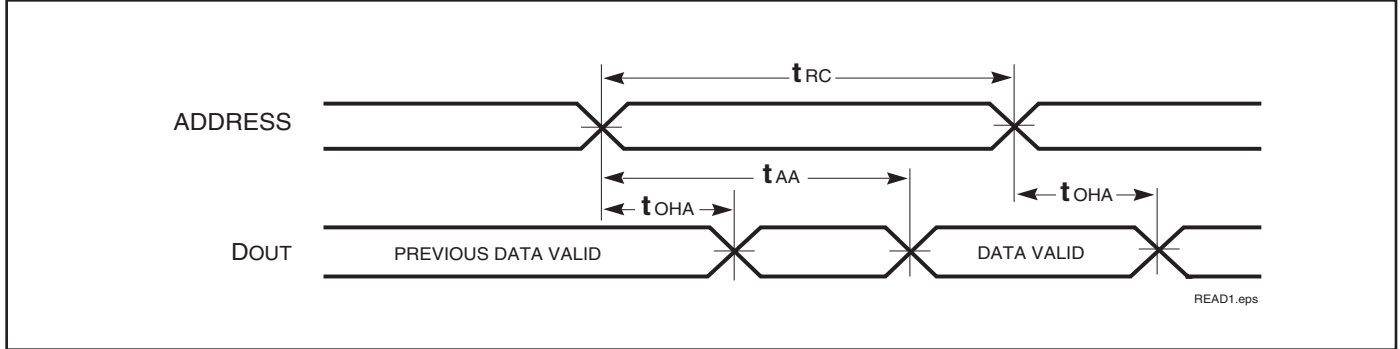 tRC
ADDRESS
tAA
tOHA
tOHA
DOUT
PREVIOUS DATA VALID
DATA VALID
READ1.eps